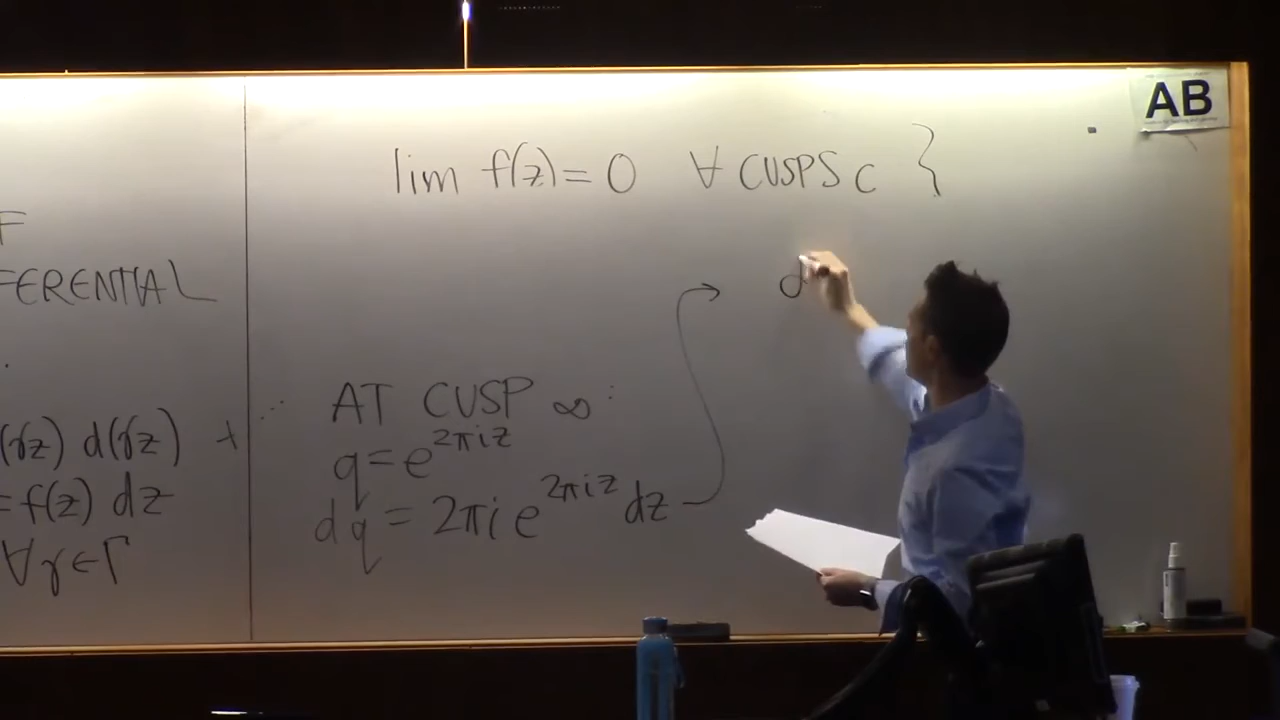 F
FERENTIAL
(γz) d(γz) +
= f(z) dz
∀γ∈Γ
lim f(z) = 0 ∀ CUSPS c }
d
AT CUSP ∞:
q = e^{2πiz}
dq = 2πi e^{2πiz} dz
AB